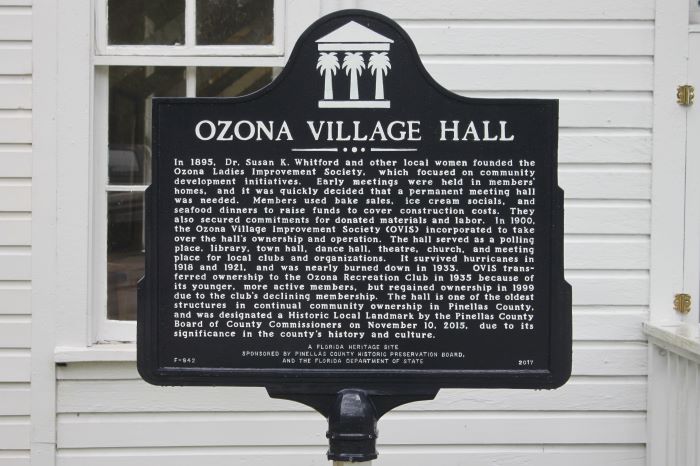 OZONA VILLAGE HALL
In 1895, Dr. Susan K. Whitford and other local women founded the
Ozona Ladies Improvement Society, which focused on community
development initiatives. Early meetings were held in members'
homes, and it was quickly decided that a permanent meeting hall
was needed. Members used bake sales, ice cream socials, and
seafood dinners to raise funds to cover construction costs. They
also secured commitments for donated materials and labor. In 1900,
the Ozona Village Improvement Society (OVIS) incorporated to take
over the hall's ownership and operation. The hall served as a polling
place, library, town hall, dance hall, theatre, church, and meeting
place for local clubs and organizations. It survived hurricanes in
1918 and 1921, and was nearly burned down in 1933. OVIS trans-
ferred ownership to the Ozona Recreation Club in 1935 because of
its younger, more active members, but regained ownership in 1999
due to the club's declining membership. The hall is one of the oldest
structures in continual community ownership in Pinellas County,
and was designated a Historic Local Landmark by the Pinellas County
Board of County Commissioners on November 10, 2015, due to its
significance in the county's history and culture.
A FLORIDA HERITAGE SITE
SPONSORED BY PINELLAS COUNTY HISTORIC PRESERVATION BOARD,
AND THE FLORIDA DEPARTMENT OF STATE
F-942 2017